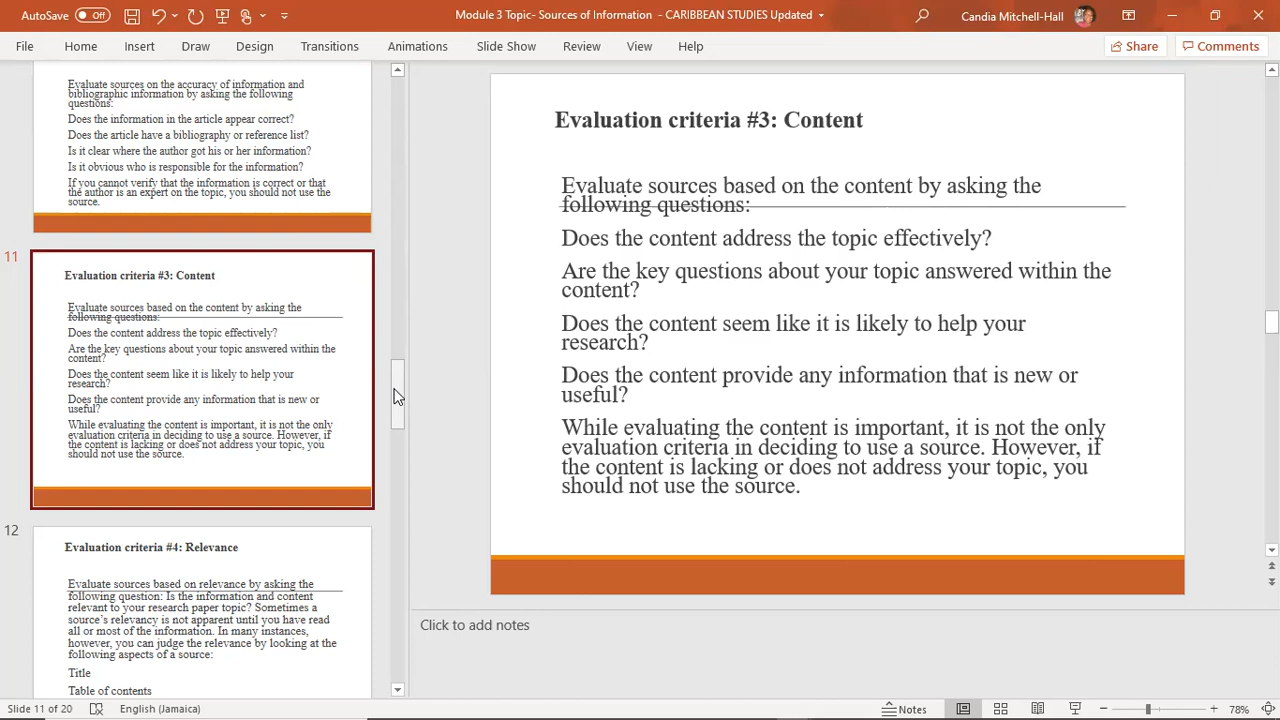 AutoSave Off
Module 3 Topic- Sources of Information - CARIBBEAN STUDIES Updated
Candia Mitchell-Hall
File Home Insert Draw Design Transitions Animations Slide Show Review View Help
Share Comments
Evaluate sources on the accuracy of information and
bibliographic information by asking the following
questions:
Does the information in the article appear correct?
Does the article have a bibliography or reference list?
Is it clear where the author got his or her information?
Is it obvious who is responsible for the information?
If you cannot verify that the information is correct or that
the author is an expert on the topic, you should not use the
source.
11
Evaluation criteria #3: Content
Evaluate sources based on the content by asking the
following questions:
Does the content address the topic effectively?
Are the key questions about your topic answered within the
content?
Does the content seem like it is likely to help your
research?
Does the content provide any information that is new or
useful?
While evaluating the content is important, it is not the only
evaluation criteria in deciding to use a source. However, if
the content is lacking or does not address your topic, you
should not use the source.
12
Evaluation criteria #4: Relevance
Evaluate sources based on relevance by asking the
following question: Is the information and content
relevant to your research paper topic? Sometimes a
source's relevancy is not apparent until you have read
all or most of the information. In many instances,
however, you can judge the relevance by looking at the
following aspects of a source:
Title
Table of contents
Evaluation criteria #3: Content
Evaluate sources based on the content by asking the
following questions:
Does the content address the topic effectively?
Are the key questions about your topic answered within the
content?
Does the content seem like it is likely to help your
research?
Does the content provide any information that is new or
useful?
While evaluating the content is important, it is not the only
evaluation criteria in deciding to use a source. However, if
the content is lacking or does not address your topic, you
should not use the source.
Click to add notes
Slide 11 of 20 English (Jamaica) Notes 78%